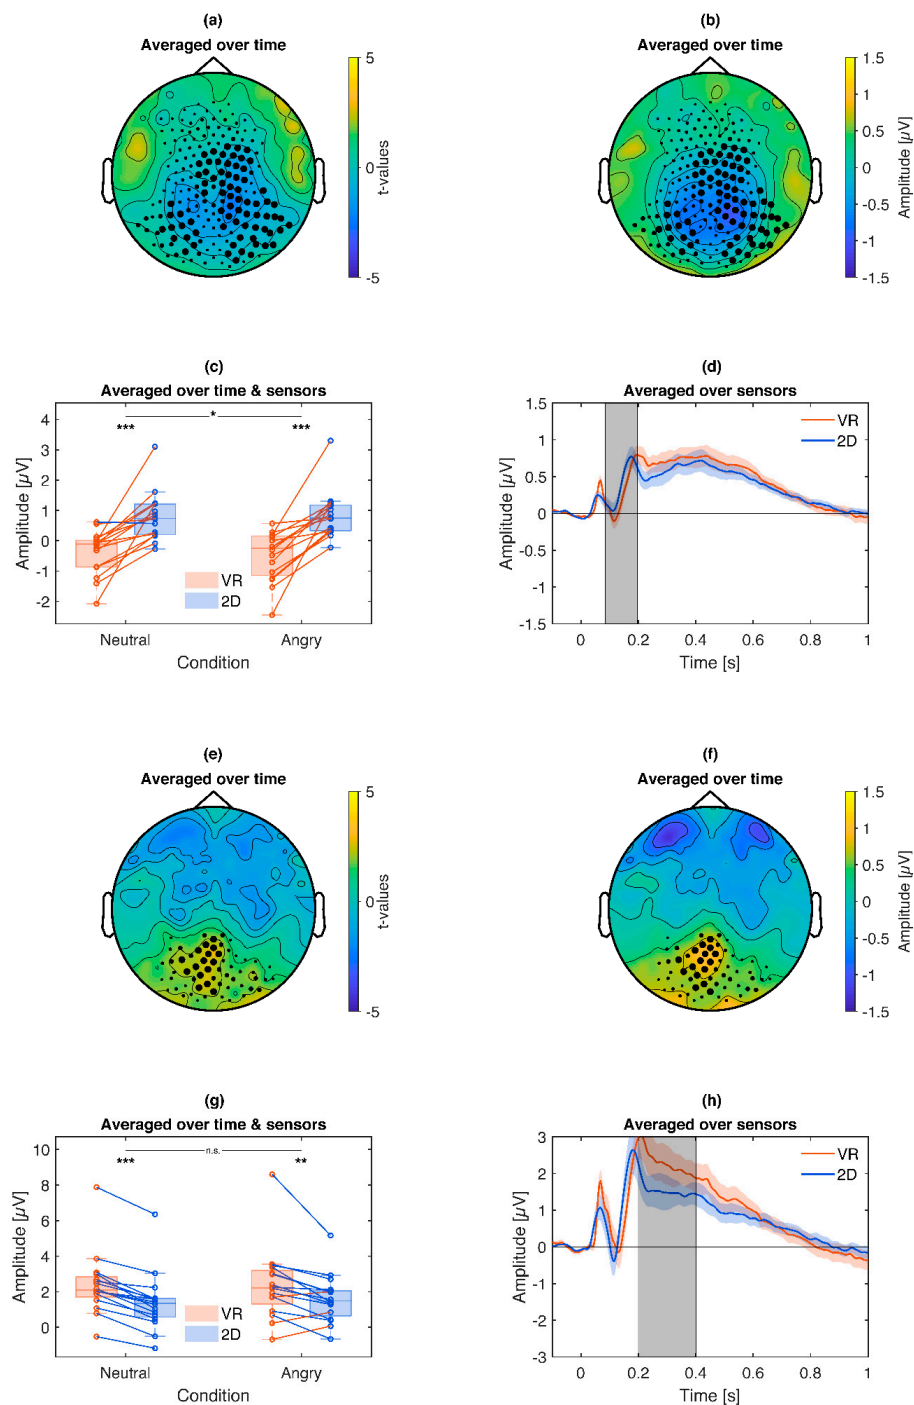 (a)
Averaged over time
5
0
-5
t-values
(b)
Averaged over time
1.5
1
0.5
0
-0.5
-1
-1.5
Amplitude [µV]
(c)
Averaged over time & sensors
4
3
2
1
0
-1
-2
Amplitude [µV]
***
*
***
VR
2D
Neutral
Angry
Condition
(d)
Averaged over sensors
1.5
1
0.5
0
-0.5
-1
-1.5
Amplitude [µV]
VR
2D
0 0.2 0.4 0.6 0.8 1
Time [s]
(e)
Averaged over time
5
0
-5
t-values
(f)
Averaged over time
1.5
1
0.5
0
-0.5
-1
-1.5
Amplitude [µV]
(g)
Averaged over time & sensors
10
8
6
4
2
0
Amplitude [µV]
***
n.s.
**
VR
2D
Neutral
Angry
Condition
(h)
Averaged over sensors
3
2
1
0
-1
-2
-3
Amplitude [µV]
VR
2D
0 0.2 0.4 0.6 0.8 1
Time [s]